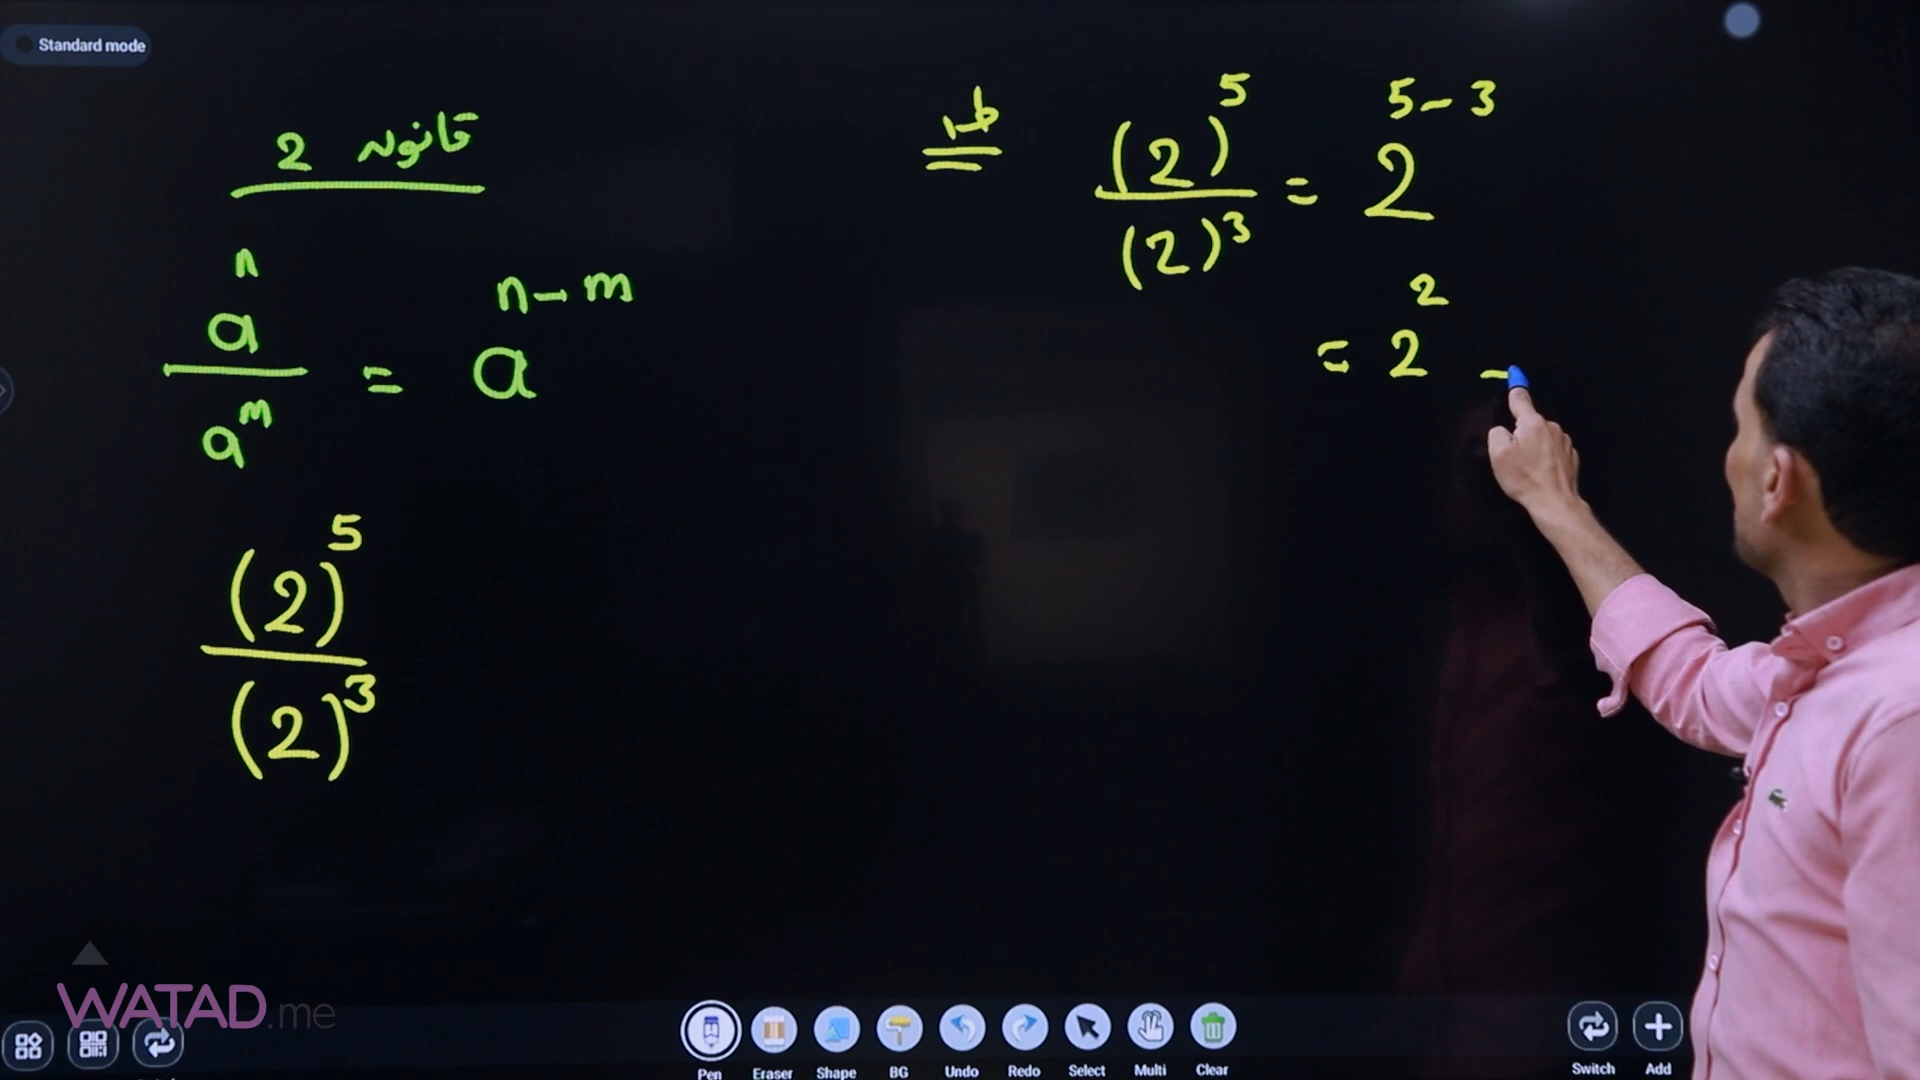 Standard mode
قانون 2
a^n / a^m = a^(n-m)
(2)^5 / (2)^3
ط1
(2)^5 / (2)^3 = 2^(5-3)
= 2^2 -
WATAD.me
Pen Eraser Shape BG Undo Redo Select Multi Clear
Switch Add